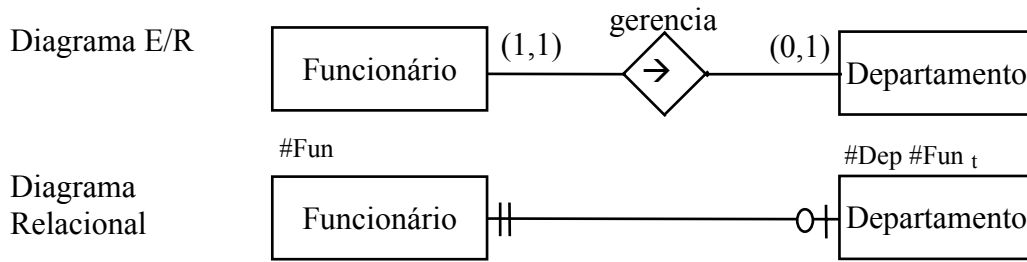 gerencia
Diagrama E/R
Funcionário
(1,1)
→
(0,1)
Departamento
#Fun
#Dep #Fun t
Diagrama
Relacional
Funcionário
Departamento